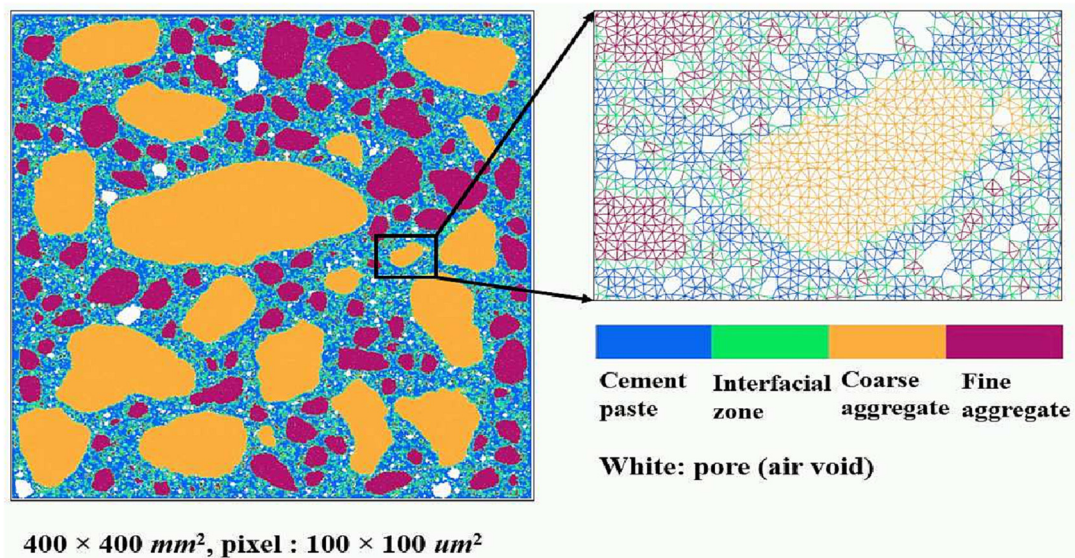 Cement
paste
Interfacial
zone
Coarse
aggregate
Fine
aggregate
White: pore (air void)
400 × 400 mm², pixel : 100 × 100 um²